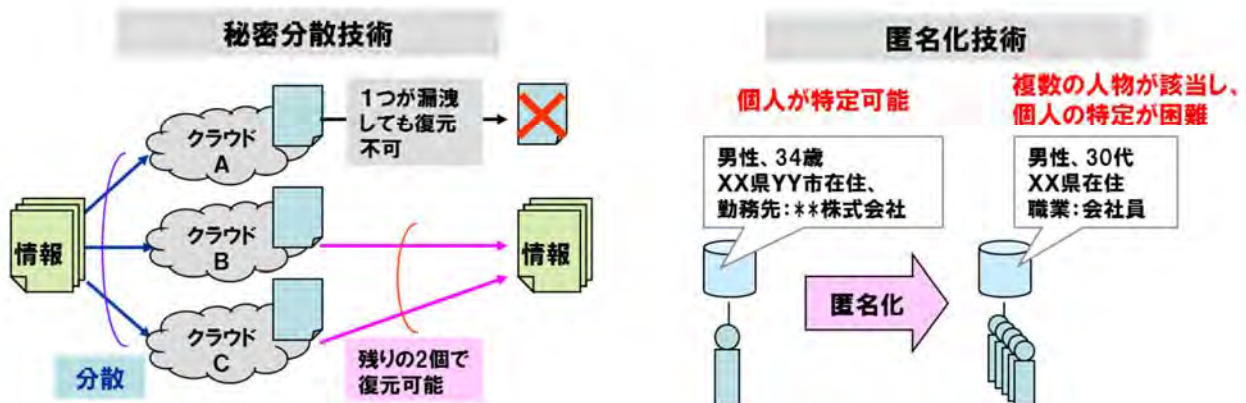 秘密分散技術
クラウド
A
1つが漏洩
しても復元
不可
情報
クラウド
B
情報
クラウド
C
分散
残りの2個で
復元可能
匿名化技術
個人が特定可能
複数の人物が該当し、
個人の特定が困難
男性、34歳
XX県YY市在住、
勤務先:**株式会社
男性、30代
XX県在住
職業:会社員
匿名化